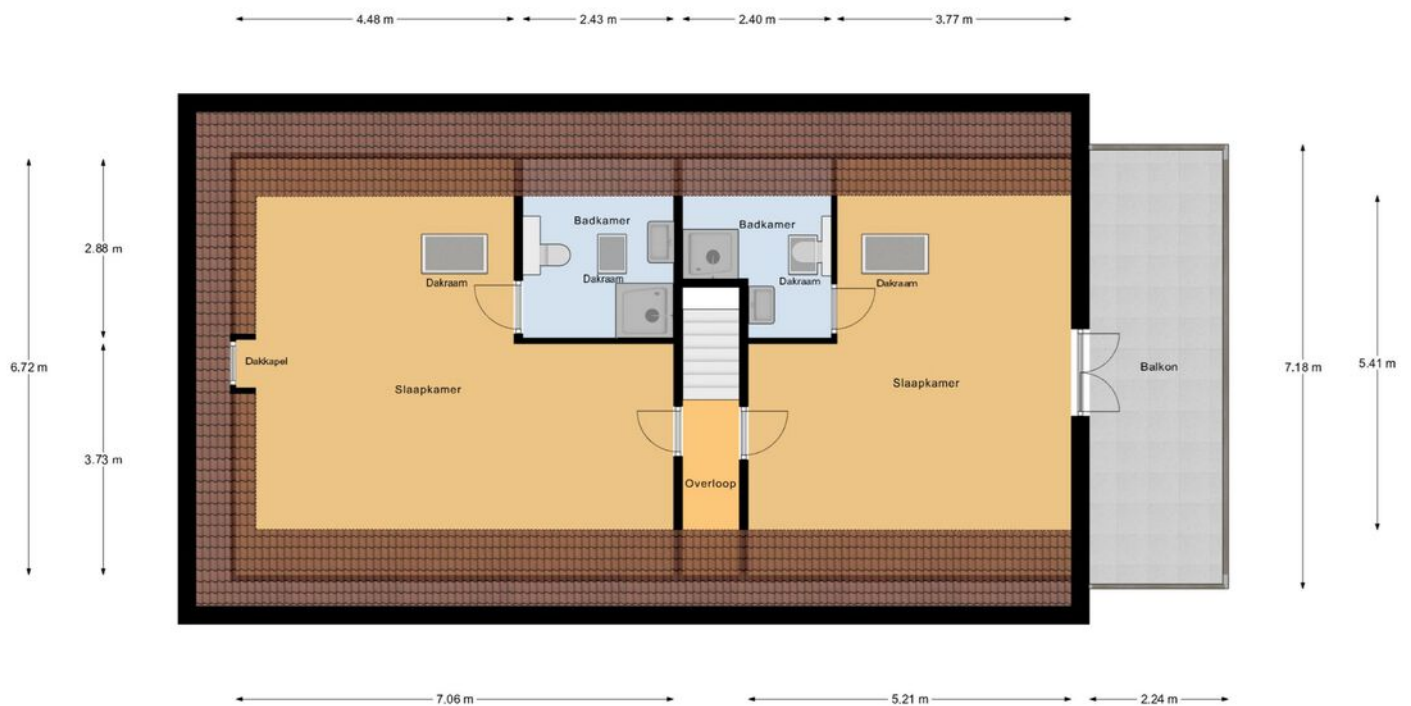 4.48 m
2.43 m
2.40 m
3.77 m
Badkamer
Badkamer
2.88 m
Dakraam
Dakraam
Dakraam
Dakraam
6.72 m
7.18 m
5.41 m
Dakkapel
Balkon
Slaapkamer
Slaapkamer
3.73 m
Overloop
7.06 m
5.21 m
2.24 m